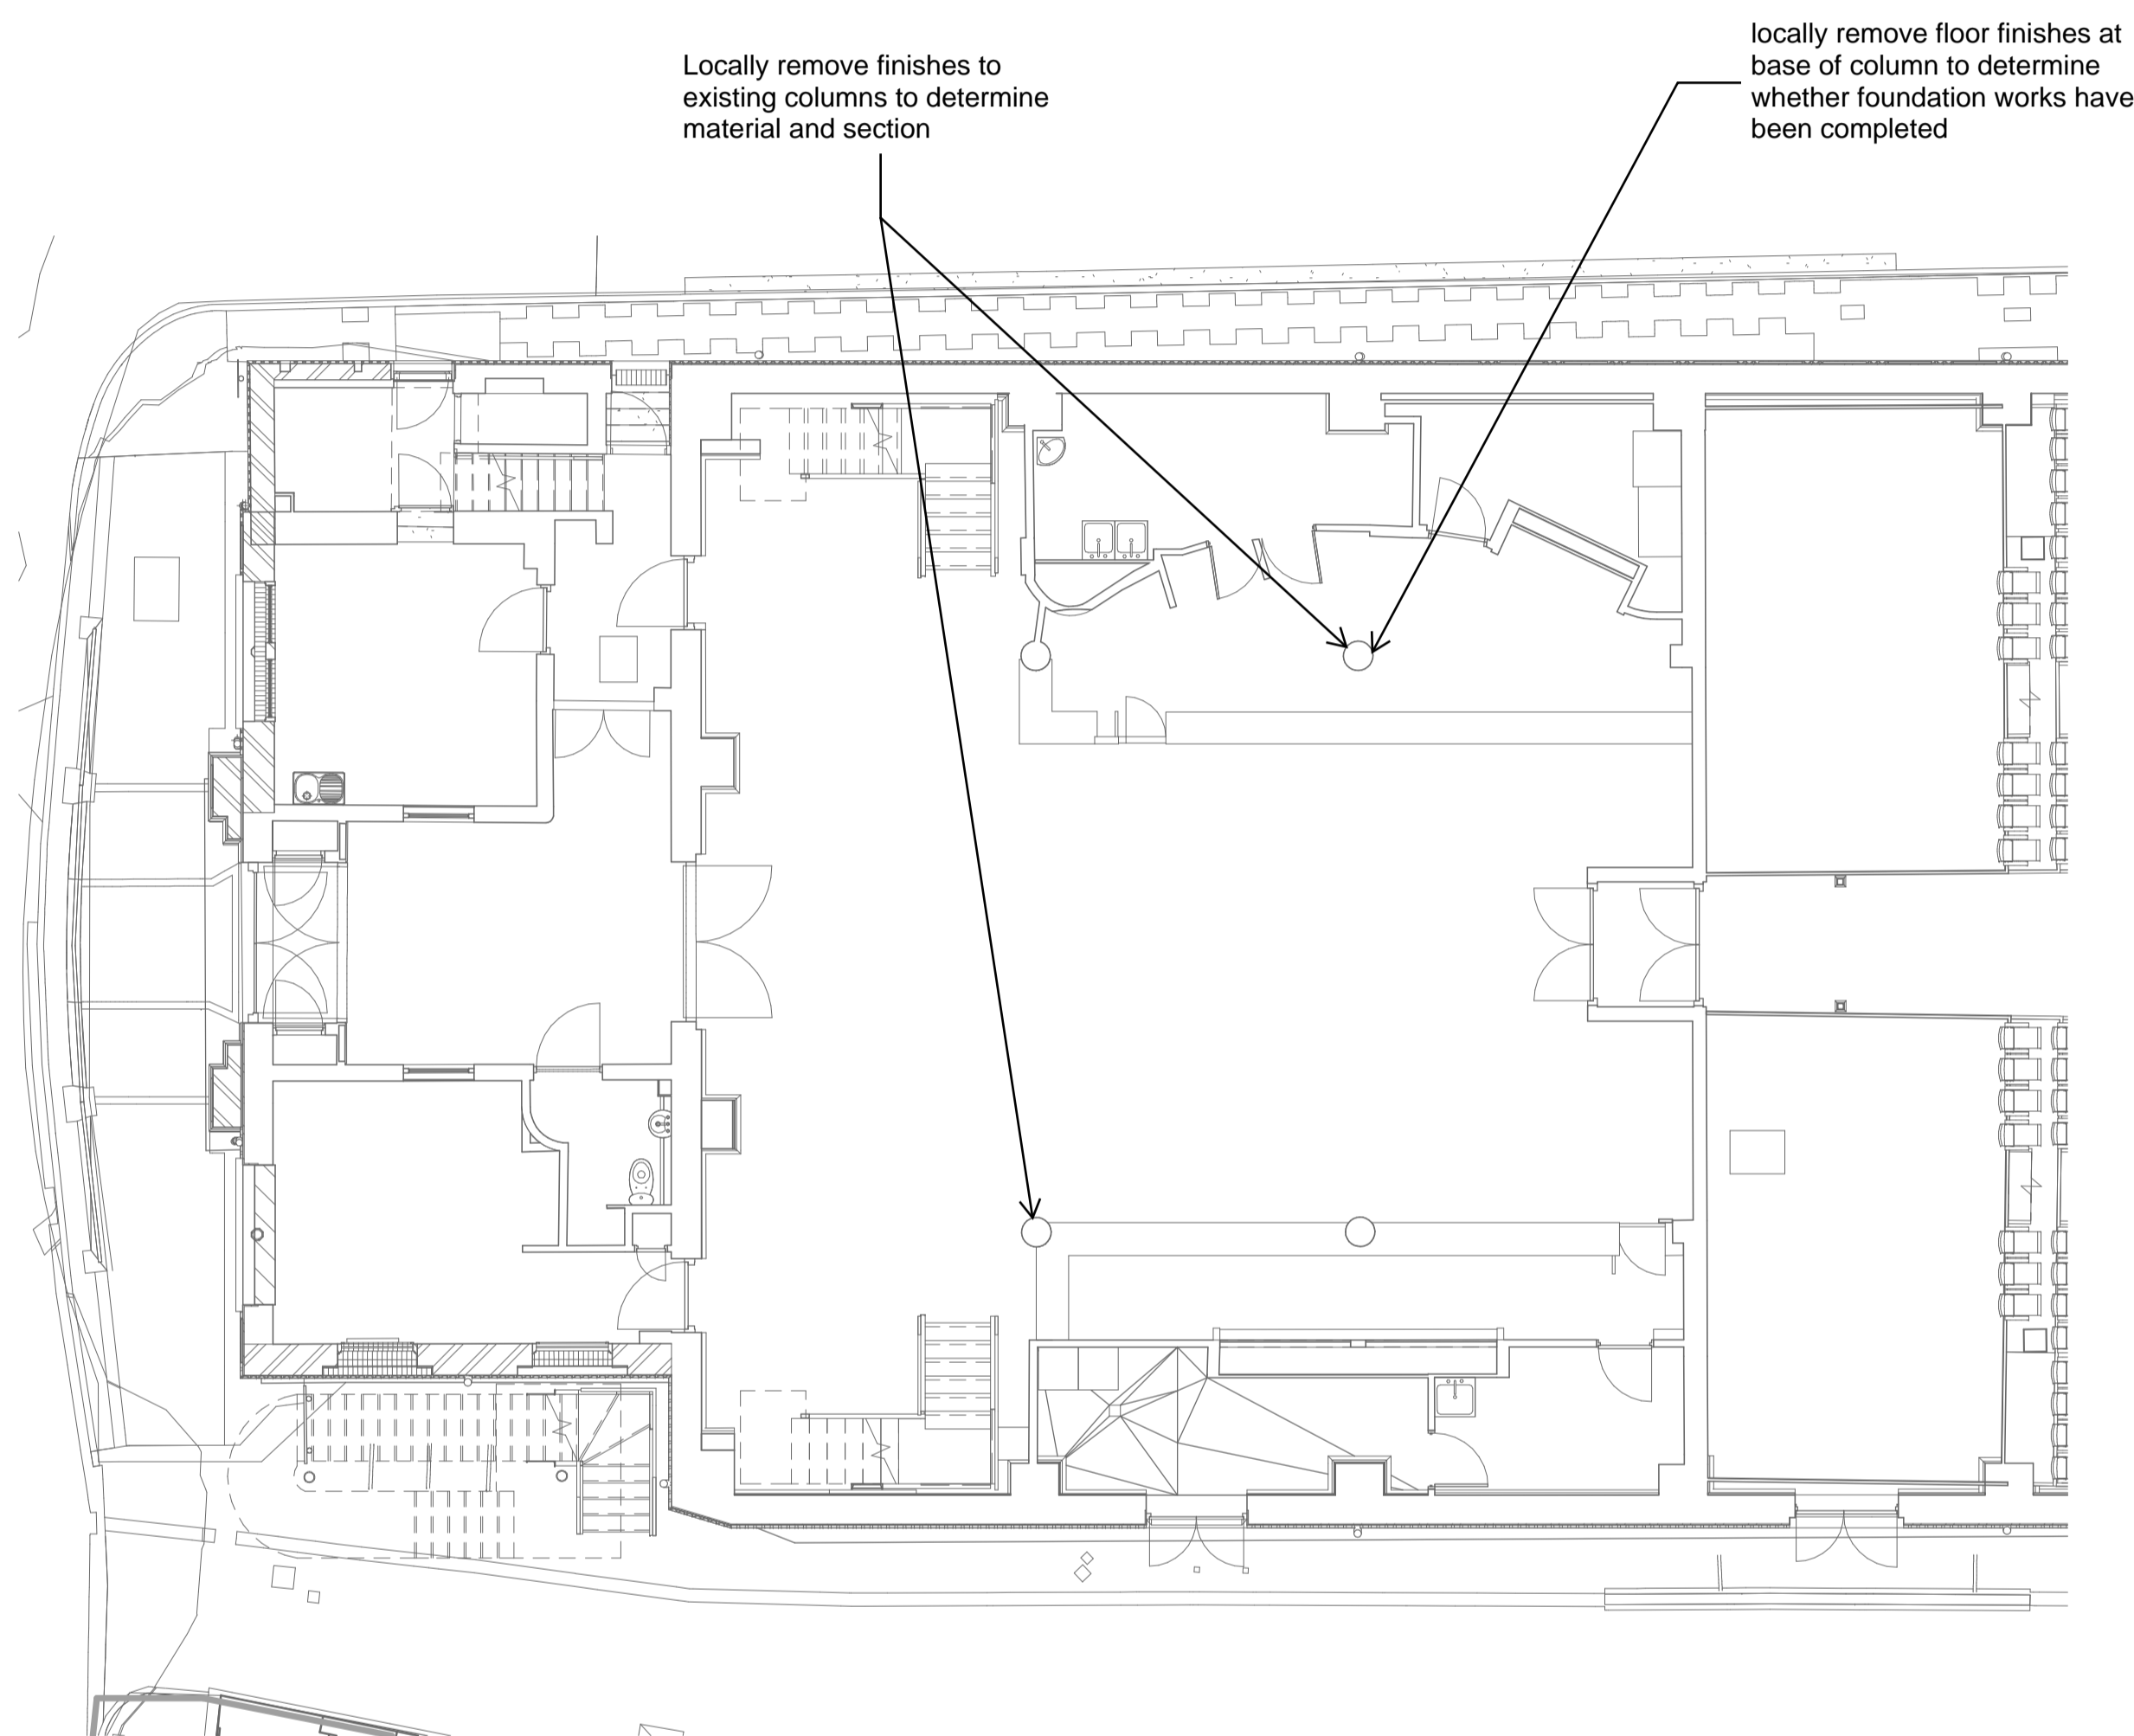 Locally remove finishes to
existing columns to determine
material and section
locally remove floor finishes at
base of column to determine
whether foundation works have
been completed